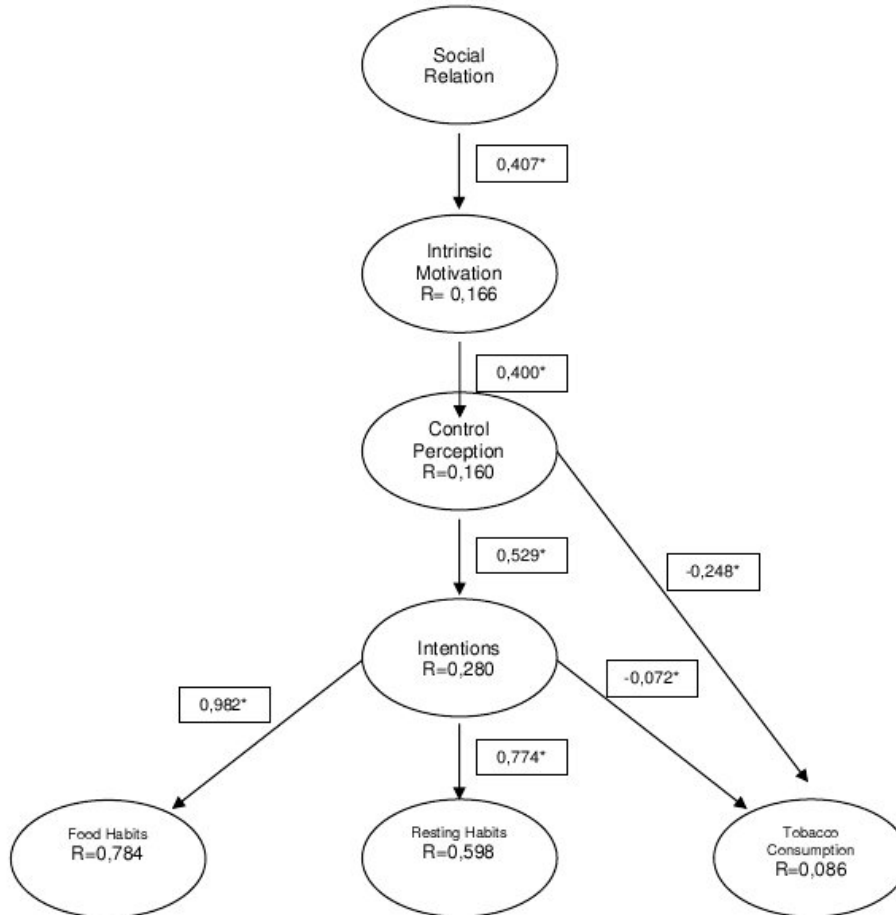 Social
Relation
0,407*
Intrinsic
Motivation
R= 0,166
0,400*
Control
Perception
R=0,160
0,529*
-0,248*
Intentions
R=0,280
0,982*
-0,072*
0,774*
Food Habits
R=0,784
Resting Habits
R=0,598
Tobacco
Consumption
R=0,086